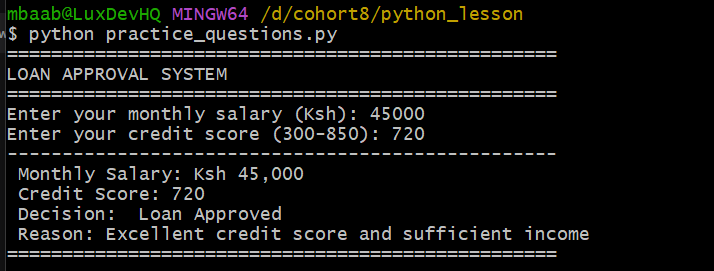 mbaab@LuxDevHQ MINGW64 /d/cohort8/python_lesson
$ python practice_questions.py
==================================================
LOAN APPROVAL SYSTEM
==================================================
Enter your monthly salary (Ksh): 45000
Enter your credit score (300-850): 720
--------------------------------------------------
Monthly Salary: Ksh 45,000
Credit Score: 720
Decision:  Loan Approved
Reason: Excellent credit score and sufficient income
==================================================